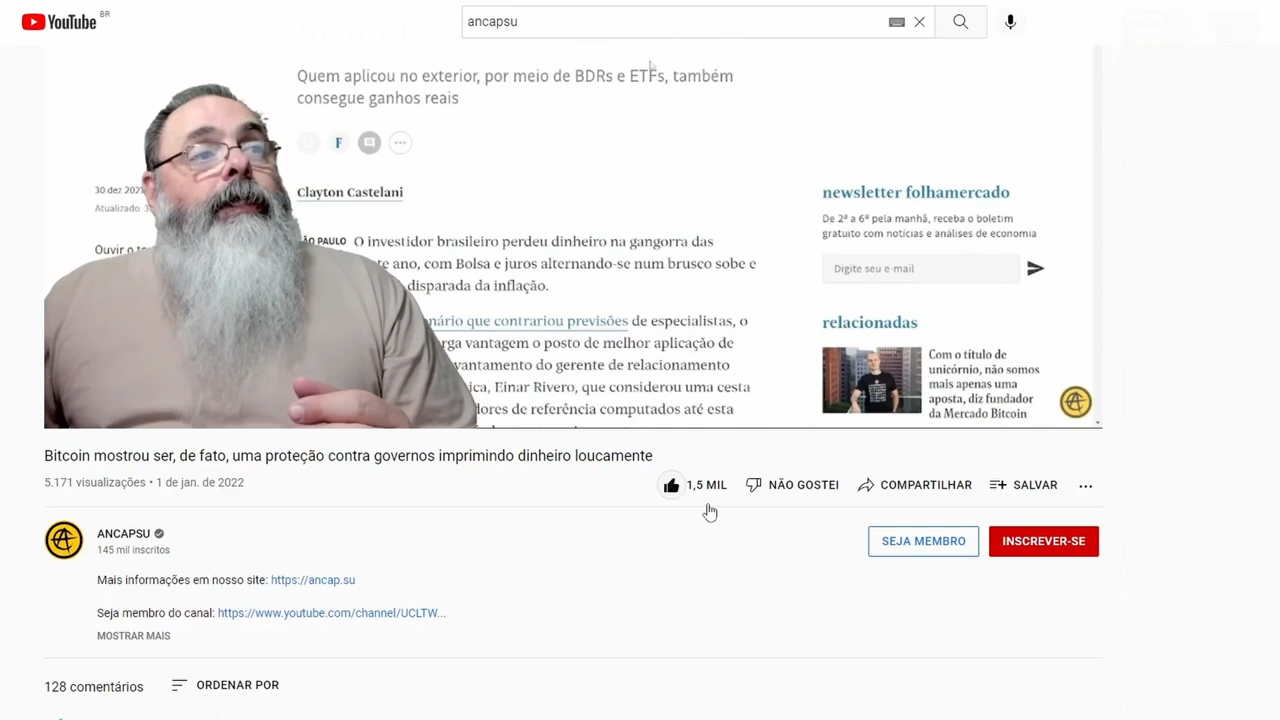 YouTube BR
ancapsu
Quem aplicou no exterior, por meio de BDRs e ETFs, também
consegue ganhos reais
F
30 dez 2021
Clayton Castelani
Atualizado
newsletter folhamercado
De 2ª a 6ª pela manhã, receba o boletim
gratuito com notícias e análises de economia
Ouvir o
PAULO O investidor brasileiro perdeu dinheiro na gangorra das
te ano, com Bolsa e juros alternando-se num brusco sobe e
disparada da inflação.
Digite seu e-mail
nário que contrariou previsões de especialistas, o
rga vantagem o posto de melhor aplicação de
vantamento do gerente de relacionamento
ica, Einar Rivero, que considerou uma cesta
dores de referência computados até esta
relacionadas
Com o título de
unicórnio, não somos
mais apenas uma
aposta, diz fundador
da Mercado Bitcoin
Bitcoin mostrou ser, de fato, uma proteção contra governos imprimindo dinheiro loucamente
5.171 visualizações • 1 de jan. de 2022
1,5 MIL NÃO GOSTEI COMPARTILHAR SALVAR ...
ANCAPSU
145 mil inscritos
SEJA MEMBRO INSCREVER-SE
Mais informações em nosso site: https://ancap.su
Seja membro do canal: https://www.youtube.com/channel/UCLTW...
MOSTRAR MAIS
128 comentários ORDENAR POR